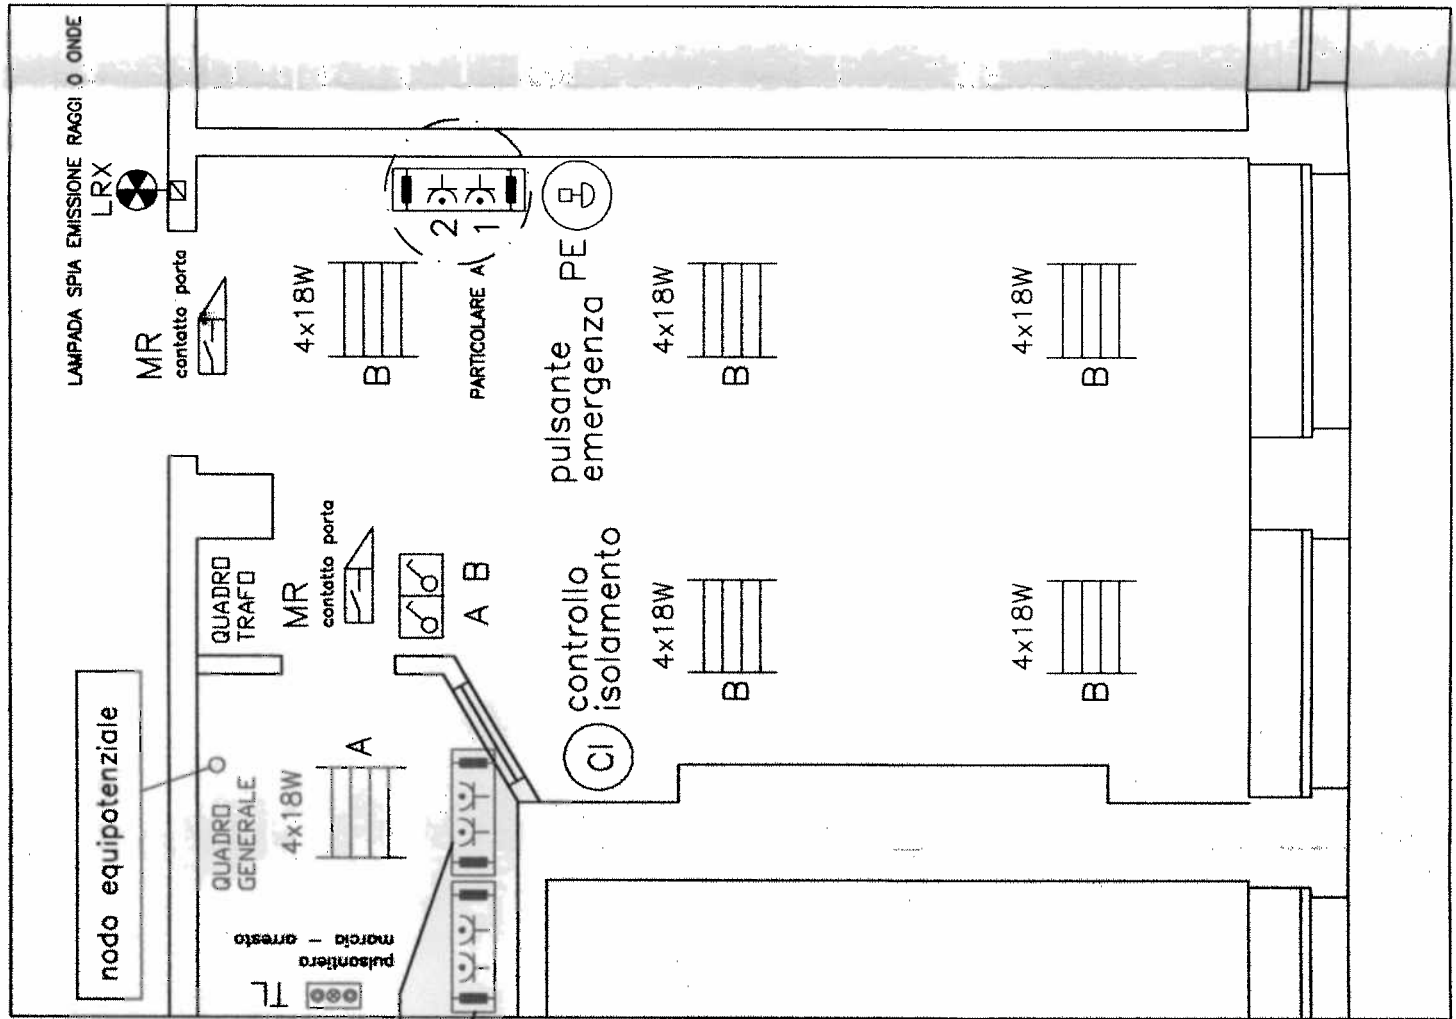 LAMPADA SPIA EMISSIONE RAGGI O ONDE
LRX
MR
contatto porta
4x18W
B
2
1
PARTICOLARE A
pulsante
emergenza PE
4x18W
B
4x18W
B
QUADRO
TRAFO
MR
contatto porta
A B
controllo
isolamento
CI
4x18W
B
4x18W
B
nodo equipotenziale
QUADRO
GENERALE
4x18W
A
pulsantiera
marcia - arresto
TL